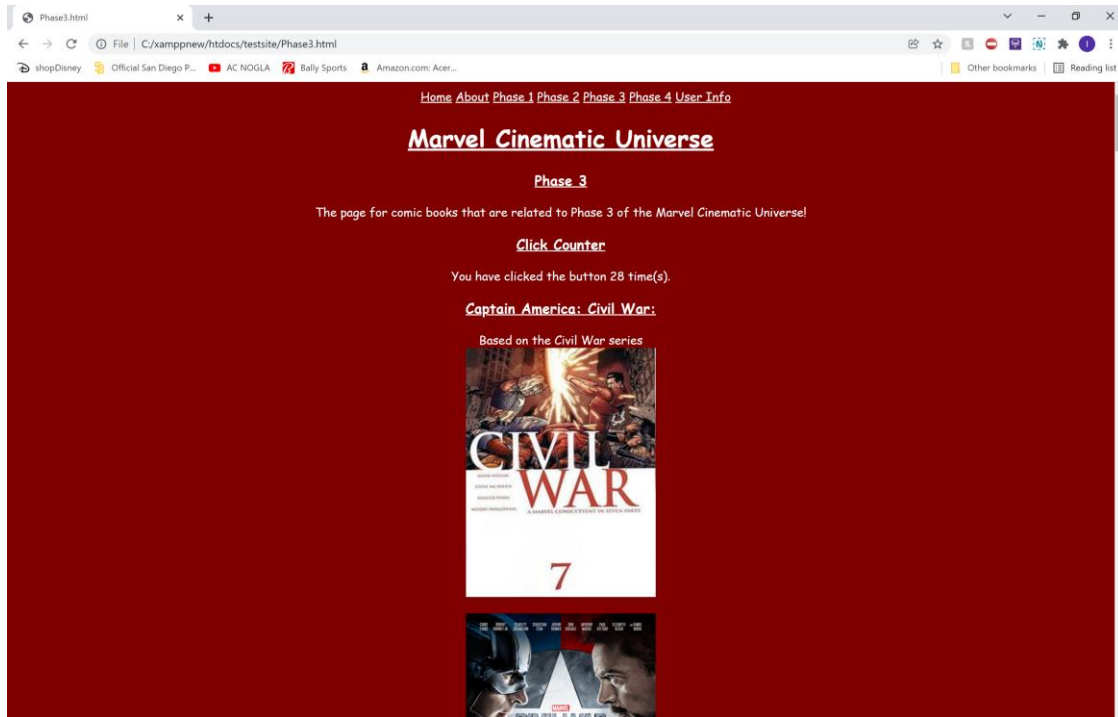 Phase3.html
File | C:/xamppnew/htdocs/testsite/Phase3.html
shopDisney Official San Diego P... AC NOGLA Bally Sports Amazon.com: Acer... Other bookmarks Reading list
Home About Phase 1 Phase 2 Phase 3 Phase 4 User Info
Marvel Cinematic Universe
Phase 3
The page for comic books that are related to Phase 3 of the Marvel Cinematic Universe!
Click Counter
You have clicked the button 28 time(s).
Captain America: Civil War:
Based on the Civil War series
CIVIL
WAR
A MARVEL COMICS EVENT IN SEVEN PARTS
7
MARVEL